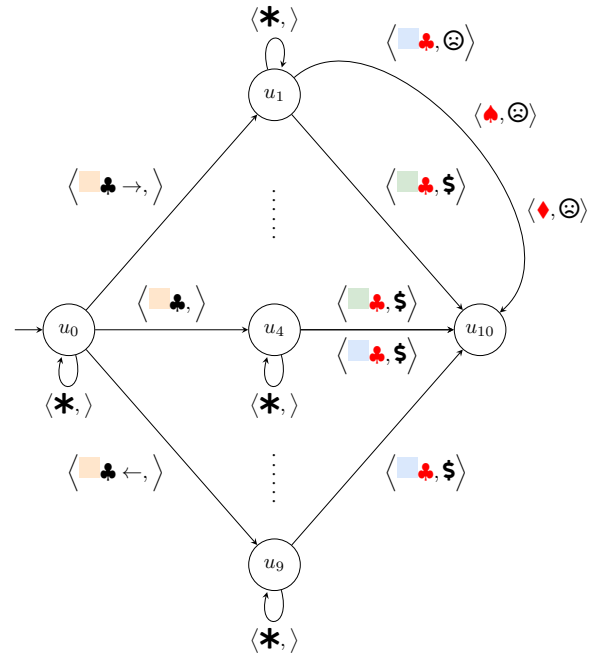 ⟨✱, ⟩
⟨♣, ☹⟩
u₁
⟨♠, ☹⟩
⟨♣ →, ⟩
⟨♣, $⟩
⟨♦, ☹⟩
⟨♣, ⟩
⟨♣, $⟩
u₀
u₄
u₁₀
⟨♣, $⟩
⟨✱, ⟩
⟨✱, ⟩
⟨♣ ←, ⟩
⟨♣, $⟩
u₉
⟨✱, ⟩